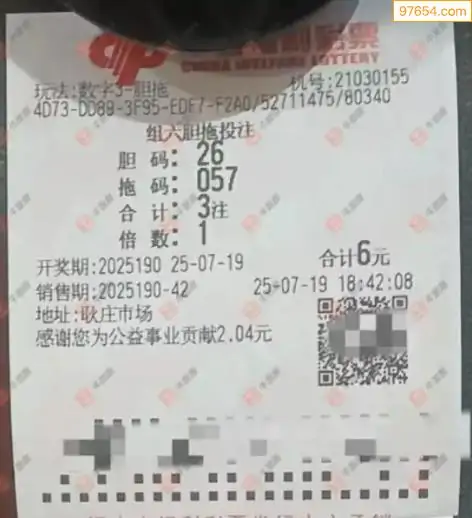 97654.com
CHINA WELFARE LOTTERY
玩法:数字3-胆拖 机号:21030155
4D73-DD89-3F95-EDF7-F2A0/52711475/80340
组六胆拖投注
胆 码: 26
拖 码: 057
合 计: 3注
倍 数: 1
合计6元
开奖期:2025190 25-07-19
销售期:2025190-42 25-07-19 18:42:08
地址:耿庄市场
感谢您为公益事业贡献2.04元